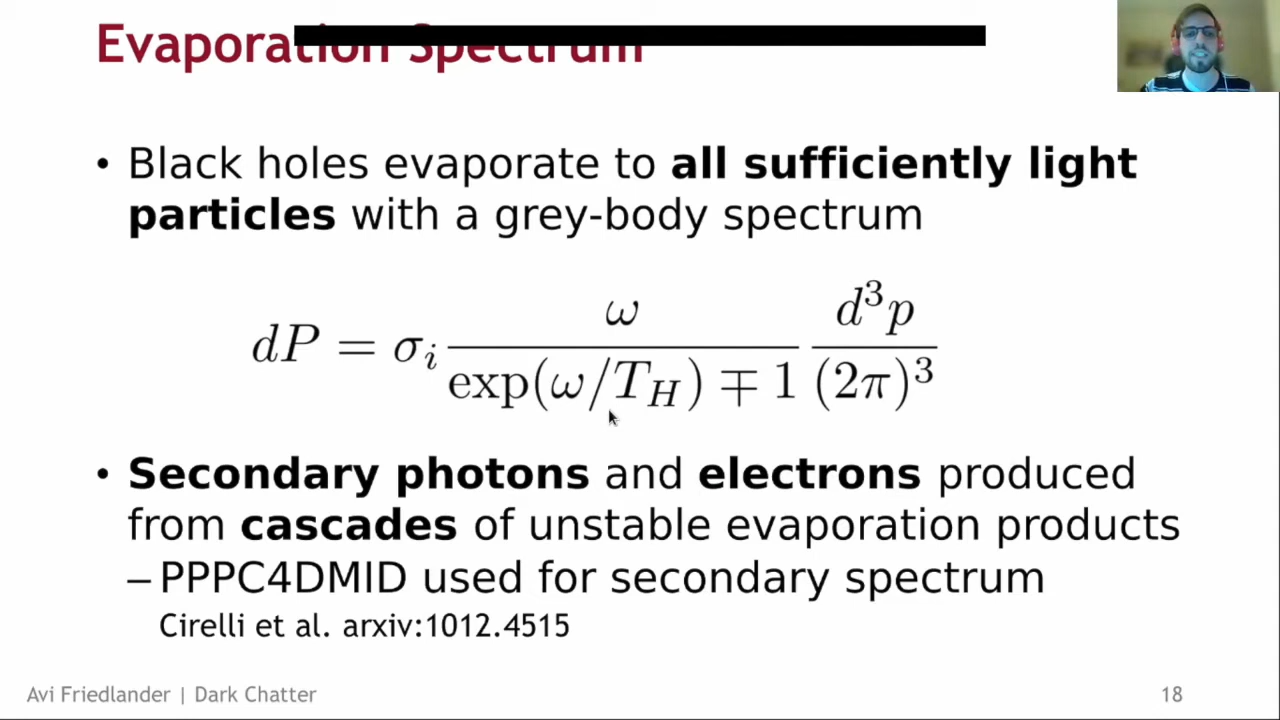 Evaporation Spectrum
• Black holes evaporate to all sufficiently light
particles with a grey-body spectrum
dP = σ_i ω / (exp(ω/T_H) ∓ 1) d³p / (2π)³
• Secondary photons and electrons produced
from cascades of unstable evaporation products
– PPPC4DMID used for secondary spectrum
Cirelli et al. arxiv:1012.4515
Avi Friedlander | Dark Chatter 18